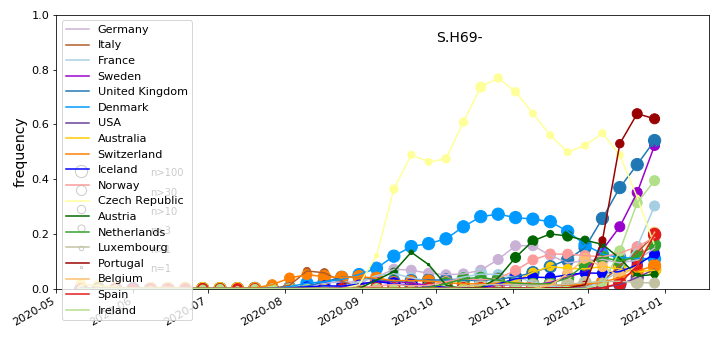 S.H69-
1.0
0.8
0.6
0.4
0.2
0.0
frequency
Germany
Italy
France
Sweden
United Kingdom
Denmark
USA
Australia
Switzerland
Iceland
Norway
Czech Republic
Austria
Netherlands
Luxembourg
Portugal
Belgium
Spain
Ireland
n>100
n>30
n>10
n=1
2020-05
2020-07
2020-08
2020-09
2020-10
2020-11
2020-12
2021-01